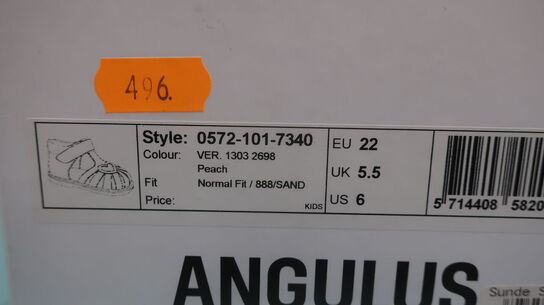 496.
Style: 0572-101-7340
Colour: VER. 1303 2698
Peach
Fit Normal Fit / 888/SAND
Price:
KIDS
EU 22
UK 5.5
US 6
5 714408 5820
ANGULUS
Sunde S